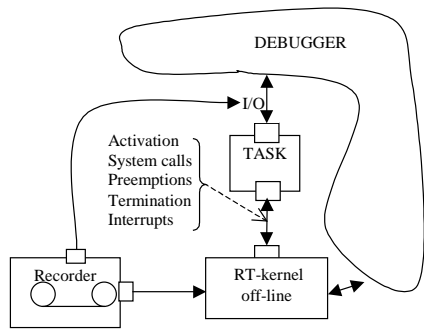 DEBUGGER
I/O
Activation
System calls
Preemptions
Termination
Interrupts
TASK
Recorder
RT-kernel
off-line